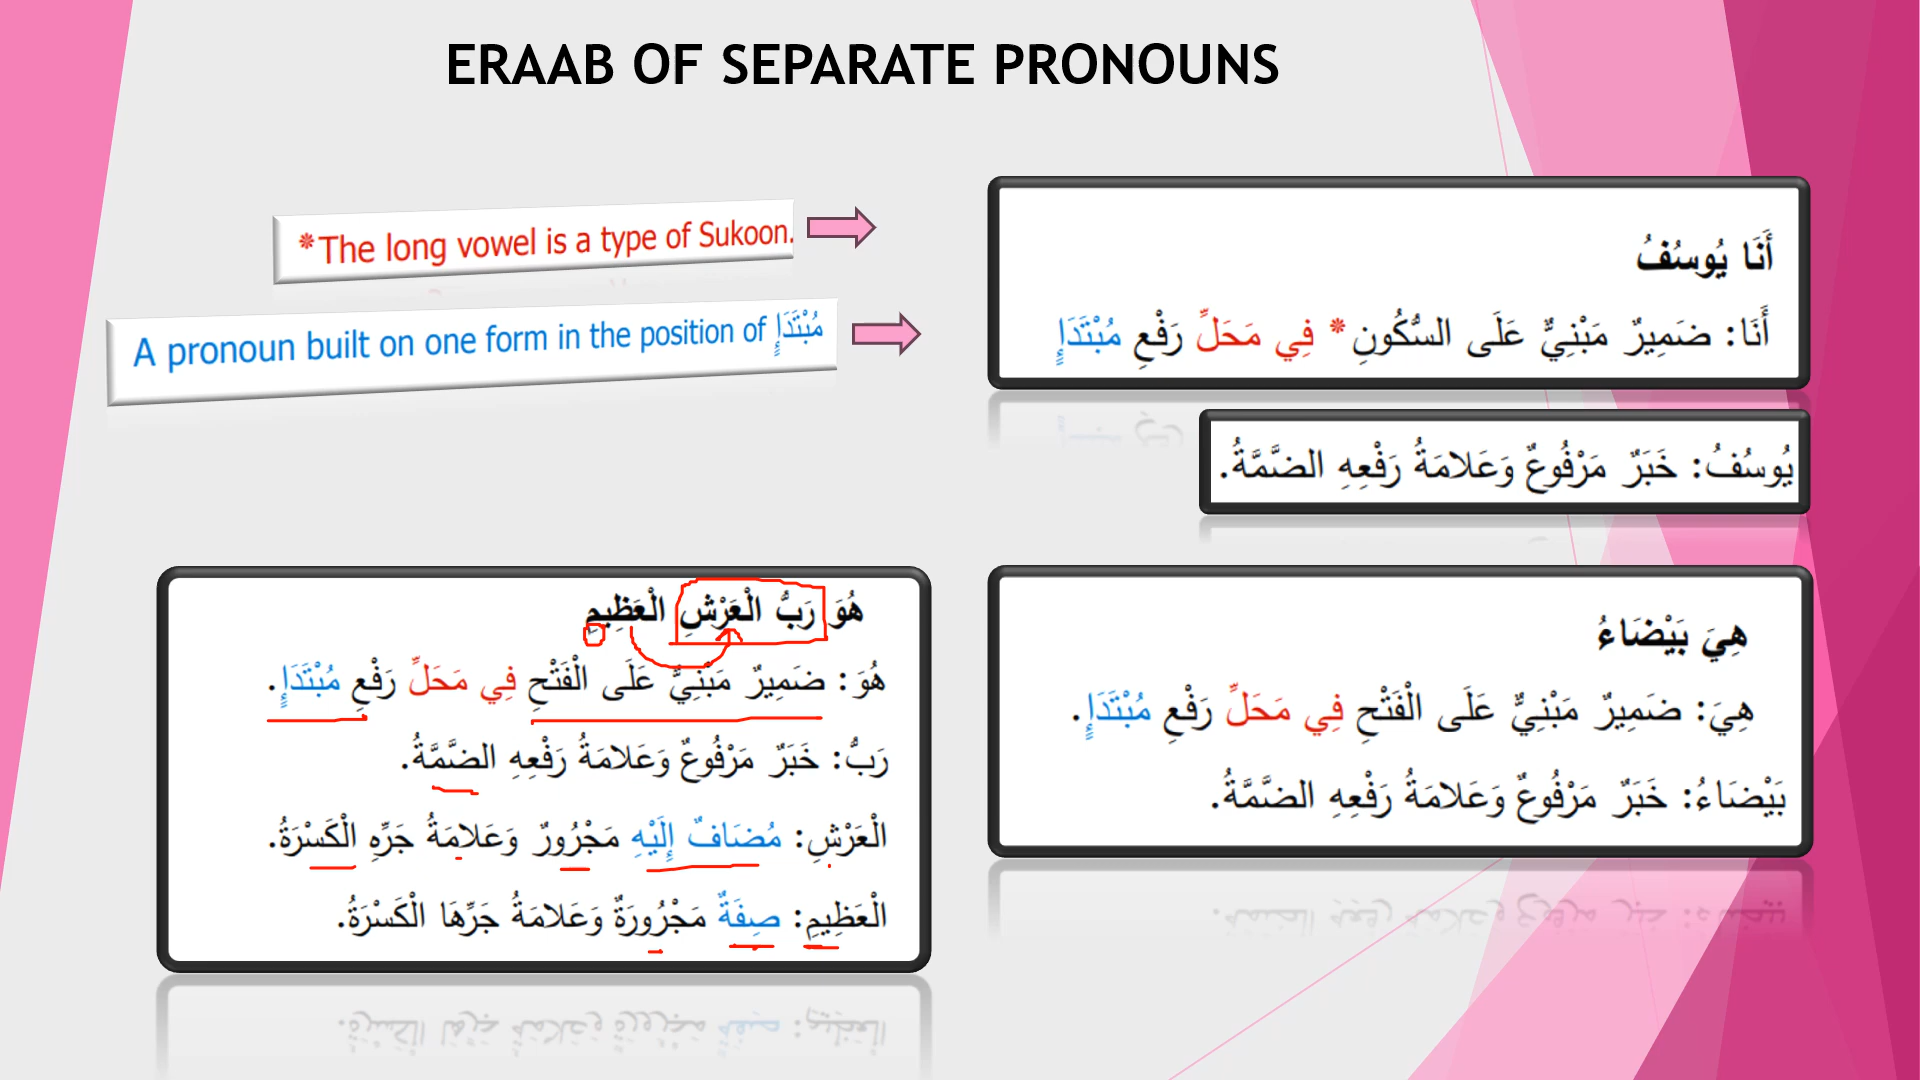 ERAAB OF SEPARATE PRONOUNS
*The long vowel is a type of Sukoon.
A pronoun built on one form in the position of مُبْتَدَإٍ
أَنَا يُوسُفُ
أَنَا: ضَمِيرٌ مَبْنِيٌّ عَلَى السُّكُونِ* فِي مَحَلِّ رَفْعِ مُبْتَدَإٍ
يُوسُفُ: خَبَرٌ مَرْفُوعٌ وَعَلامَةُ رَفْعِهِ الضَّمَّةُ.
هِيَ بَيْضَاءُ
هِيَ: ضَمِيرٌ مَبْنِيٌّ عَلَى الْفَتْحِ فِي مَحَلِّ رَفْعِ مُبْتَدَإٍ.
بَيْضَاءُ: خَبَرٌ مَرْفُوعٌ وَعَلامَةُ رَفْعِهِ الضَّمَّةُ.
هُوَ رَبُّ الْعَرْشِ الْعَظِيمِ
هُوَ: ضَمِيرٌ مَبْنِيٌّ عَلَى الْفَتْحِ فِي مَحَلِّ رَفْعِ مُبْتَدَإٍ.
رَبُّ: خَبَرٌ مَرْفُوعٌ وَعَلامَةُ رَفْعِهِ الضَّمَّةُ.
الْعَرْشِ: مُضَافٌ إِلَيْهِ مَجْرُورٌ وَعَلامَةُ جَرِّهِ الْكَسْرَةُ.
الْعَظِيمِ: صِفَةٌ مَجْرُورَةٌ وَعَلامَةُ جَرِّهَا الْكَسْرَةُ.